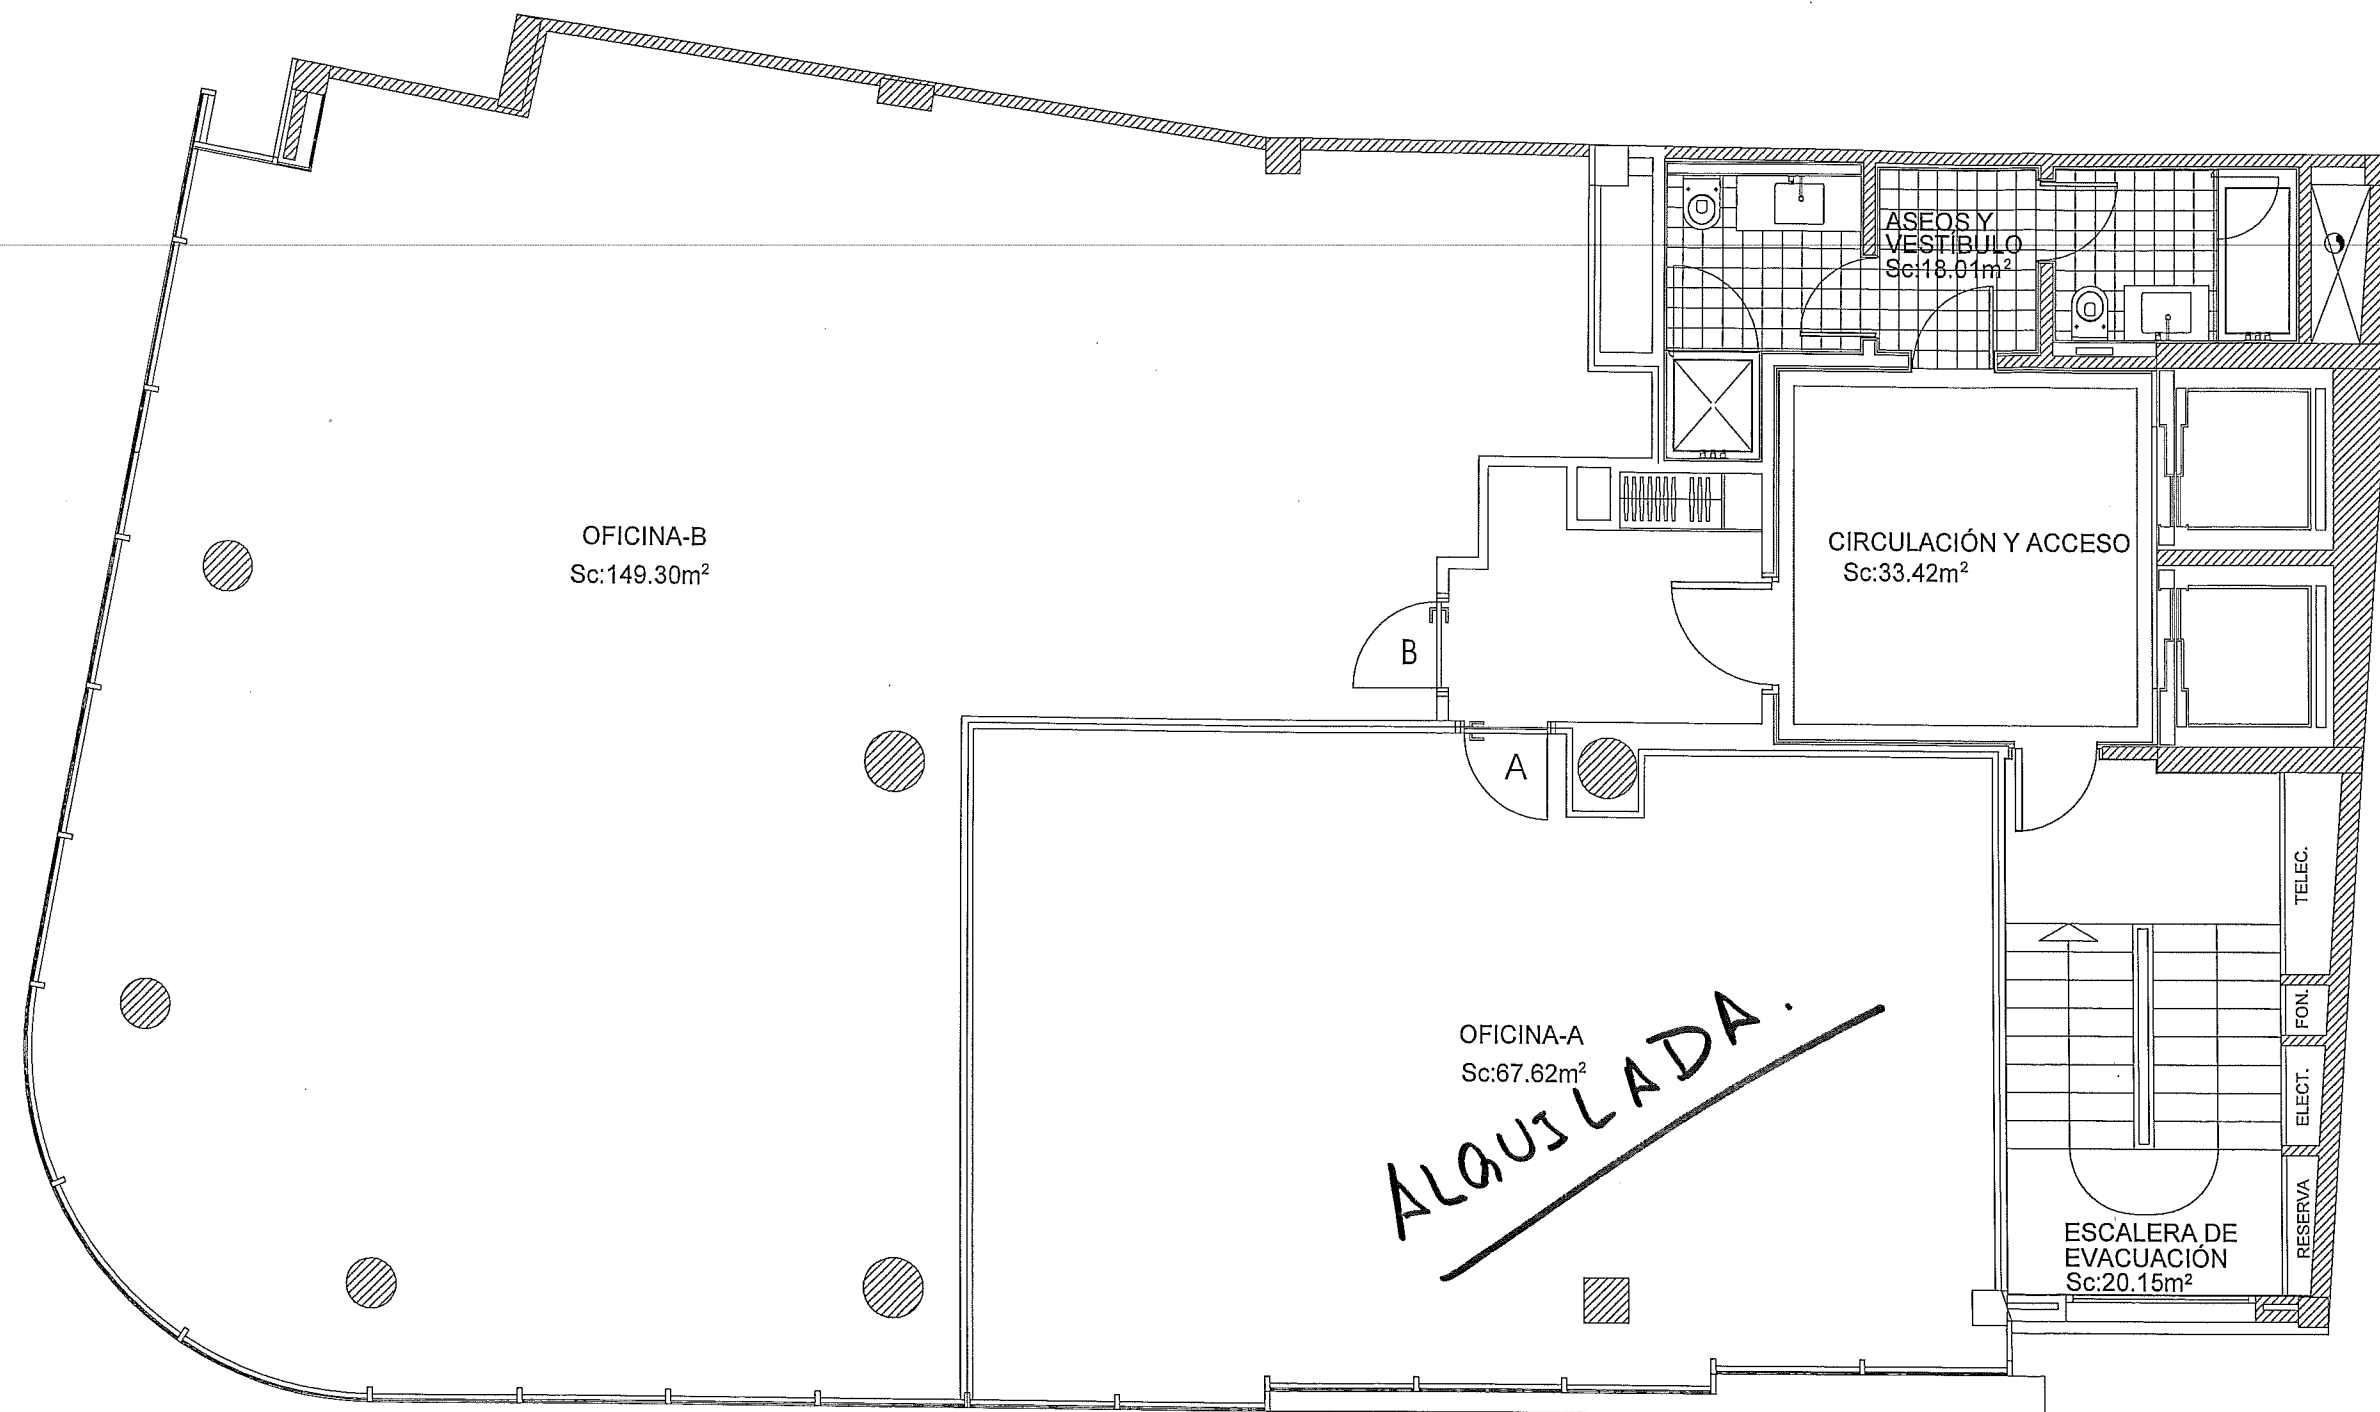 ASEOS Y
VESTÍBULO
Sc:18.01m²
OFICINA-B
Sc:149.30m²
CIRCULACIÓN Y ACCESO
Sc:33.42m²
B
A
TELEC.
FON.
ELECT.
RESERVA
OFICINA-A
Sc:67.62m²
ALQUILADA.
ESCALERA DE
EVACUACIÓN
Sc:20.15m²